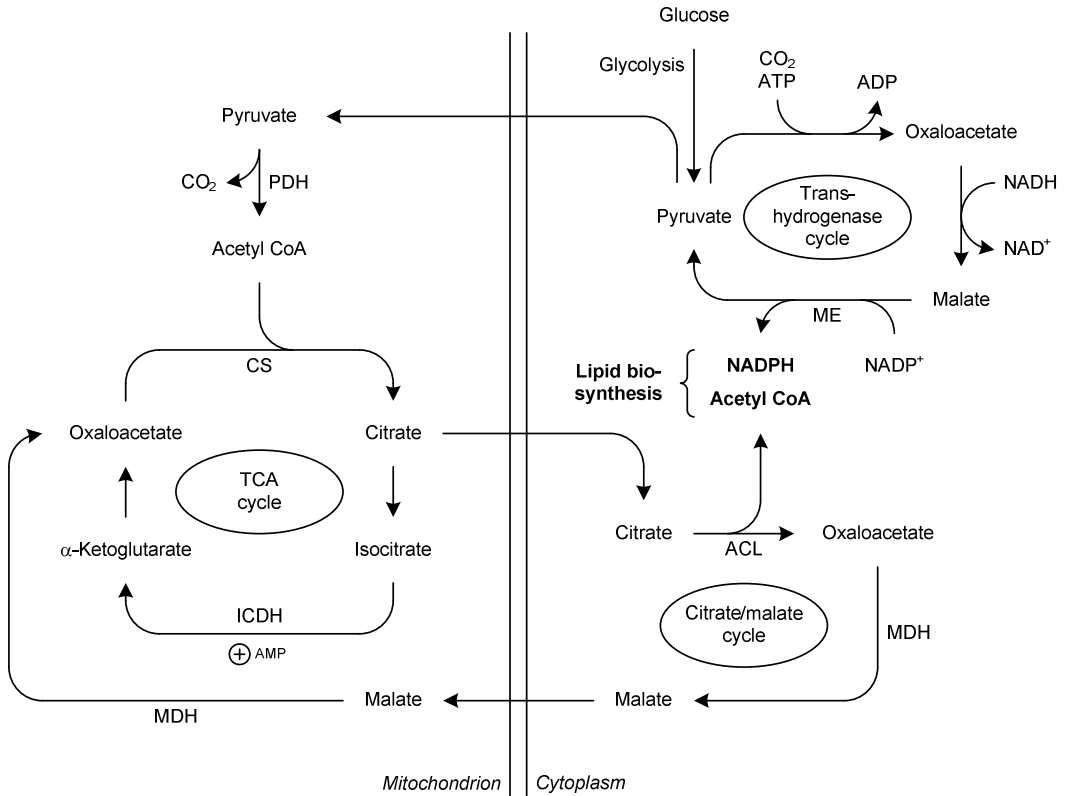 Glucose
Glycolysis
CO₂
ATP
ADP
Pyruvate
Oxaloacetate
CO₂
PDH
Trans-
hydrogenase
cycle
NADH
Pyruvate
Acetyl CoA
NAD⁺
Malate
ME
CS
Lipid bio-
synthesis
NADPH
Acetyl CoA
NADP⁺
Oxaloacetate
Citrate
TCA
cycle
Citrate
ACL
Oxaloacetate
α-Ketoglutarate
Isocitrate
ICDH
+ AMP
Citrate/malate
cycle
MDH
Malate
Malate
MDH
Mitochondrion
Cytoplasm